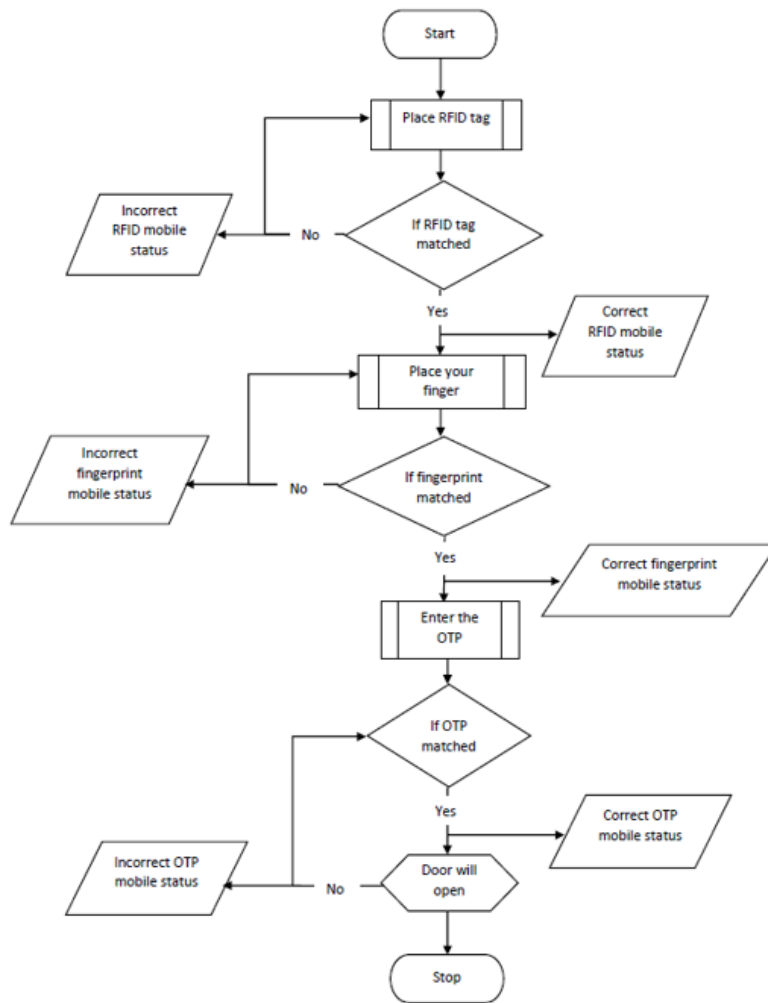 Start
Place RFID tag
Incorrect
RFID mobile
status
No
If RFID tag
matched
Yes
Correct
RFID mobile
status
Place your
finger
Incorrect
fingerprint
mobile status
No
If fingerprint
matched
Yes
Correct fingerprint
mobile status
Enter the
OTP
If OTP
matched
Yes
Correct OTP
mobile status
Incorrect OTP
mobile status
No
Door will
open
Stop